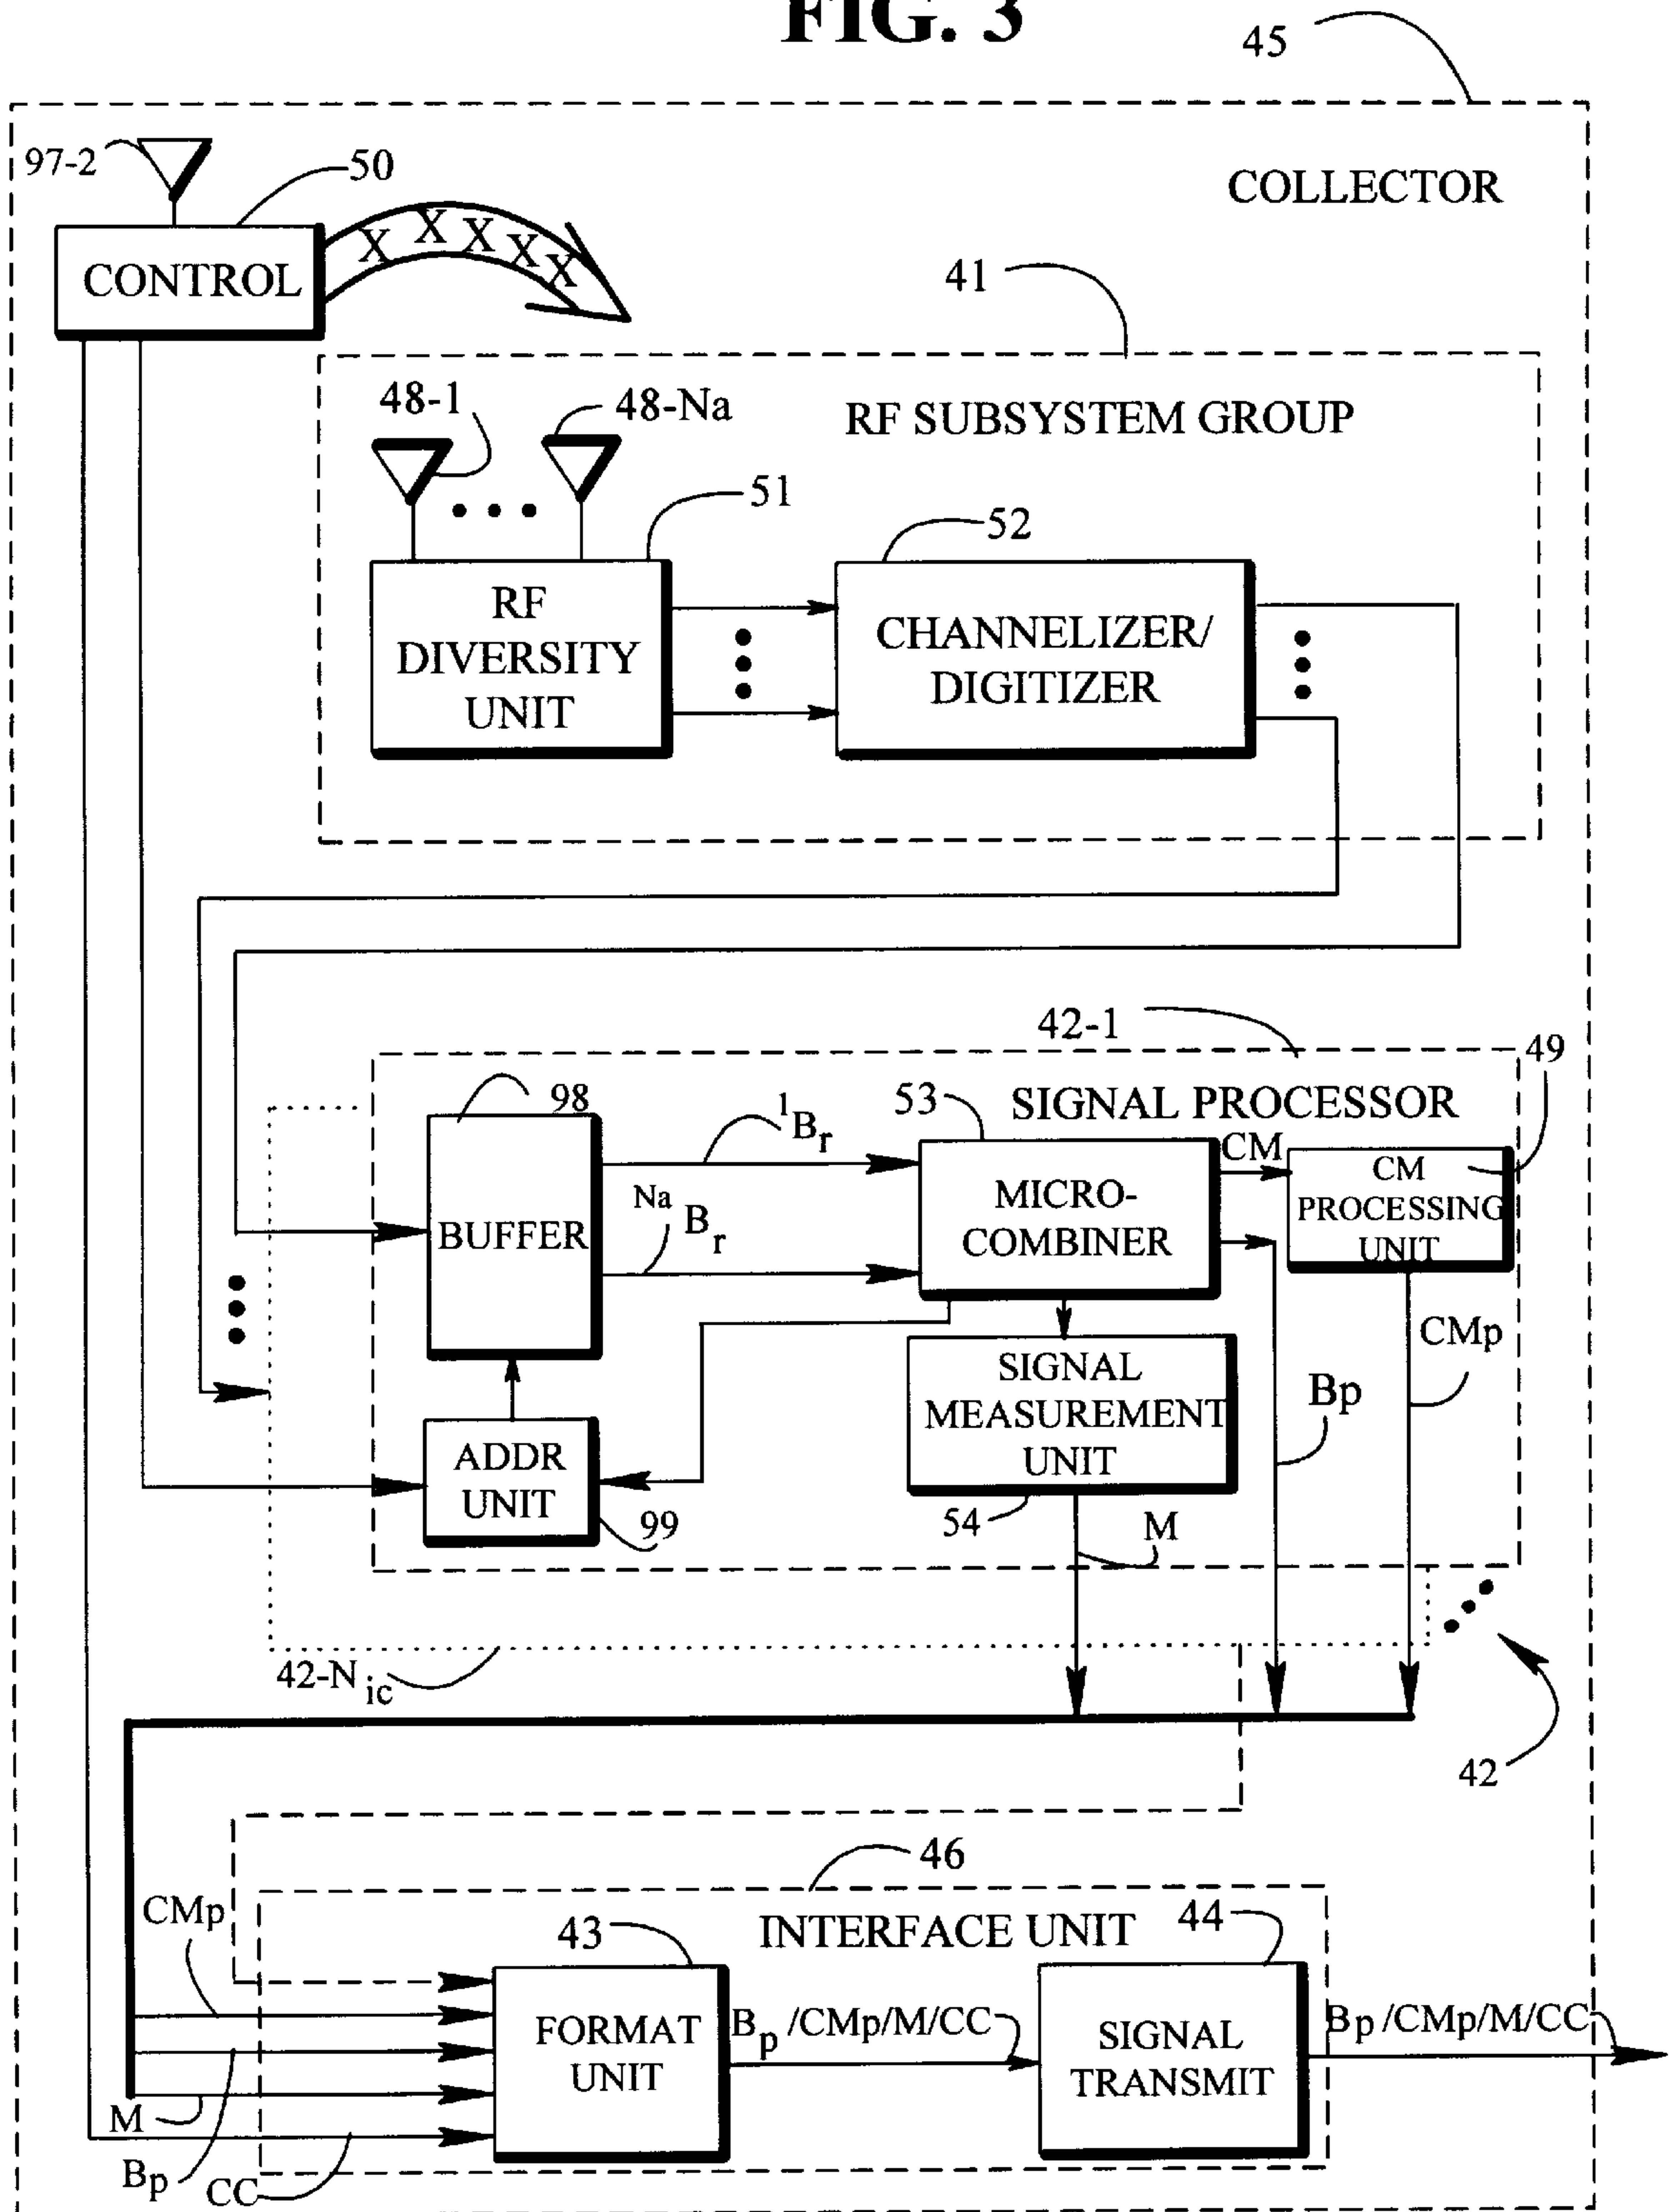 FIG. 3
45
97-2
50
COLLECTOR
CONTROL
X X X X X
41
48-1
48-Na
RF SUBSYSTEM GROUP
51
52
RF
DIVERSITY
UNIT
CHANNELIZER/
DIGITIZER
42-1
49
98
1Br
53
SIGNAL PROCESSOR
CM
CM
PROCESSING
UNIT
BUFFER
Na Br
MICRO-
COMBINER
CMp
SIGNAL
MEASUREMENT
UNIT
Bp
ADDR
UNIT
99
54
M
42-Nic
42
46
CMp
43
INTERFACE UNIT
44
FORMAT
UNIT
Bp /CMp/M/CC
SIGNAL
TRANSMIT
Bp /CMp/M/CC
M
Bp
CC